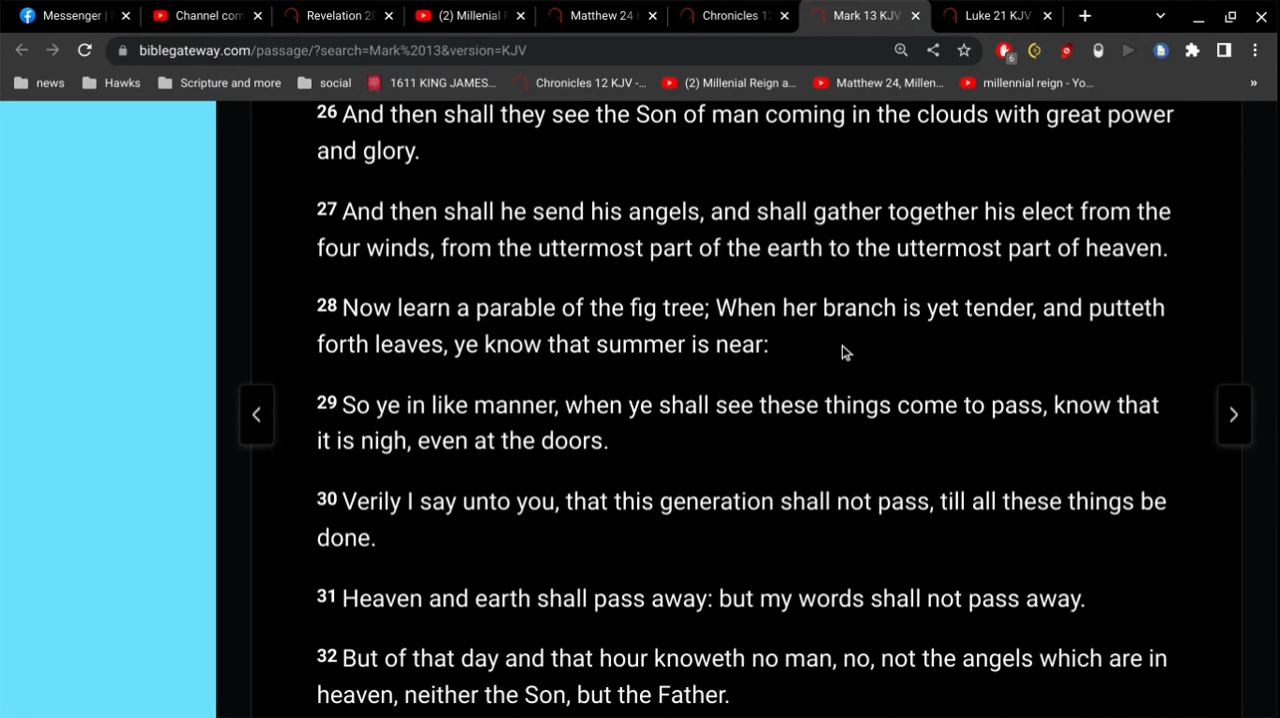 Messenger |
Channel com
Revelation 2
(2) Millenial
Matthew 24
Chronicles 1
Mark 13 KJV
Luke 21 KJV
biblegateway.com/passage/?search=Mark%2013&version=KJV
6
news
Hawks
Scripture and more
social
1611 KING JAMES...
Chronicles 12 KJV -...
(2) Millenial Reign a...
Matthew 24, Millen...
millennial reign - Yo...
»
26 And then shall they see the Son of man coming in the clouds with great power
and glory.
27 And then shall he send his angels, and shall gather together his elect from the
four winds, from the uttermost part of the earth to the uttermost part of heaven.
28 Now learn a parable of the fig tree; When her branch is yet tender, and putteth
forth leaves, ye know that summer is near:
29 So ye in like manner, when ye shall see these things come to pass, know that
it is nigh, even at the doors.
30 Verily I say unto you, that this generation shall not pass, till all these things be
done.
31 Heaven and earth shall pass away: but my words shall not pass away.
32 But of that day and that hour knoweth no man, no, not the angels which are in
heaven, neither the Son, but the Father.